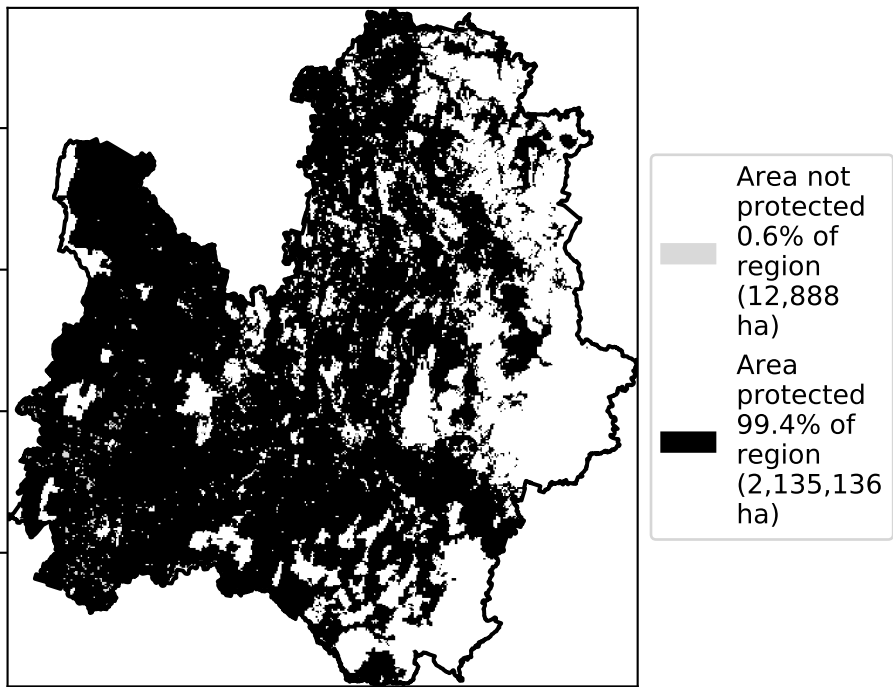 Area not
protected
0.6% of
region
(12,888
ha)
Area
protected
99.4% of
region
(2,135,136
ha)